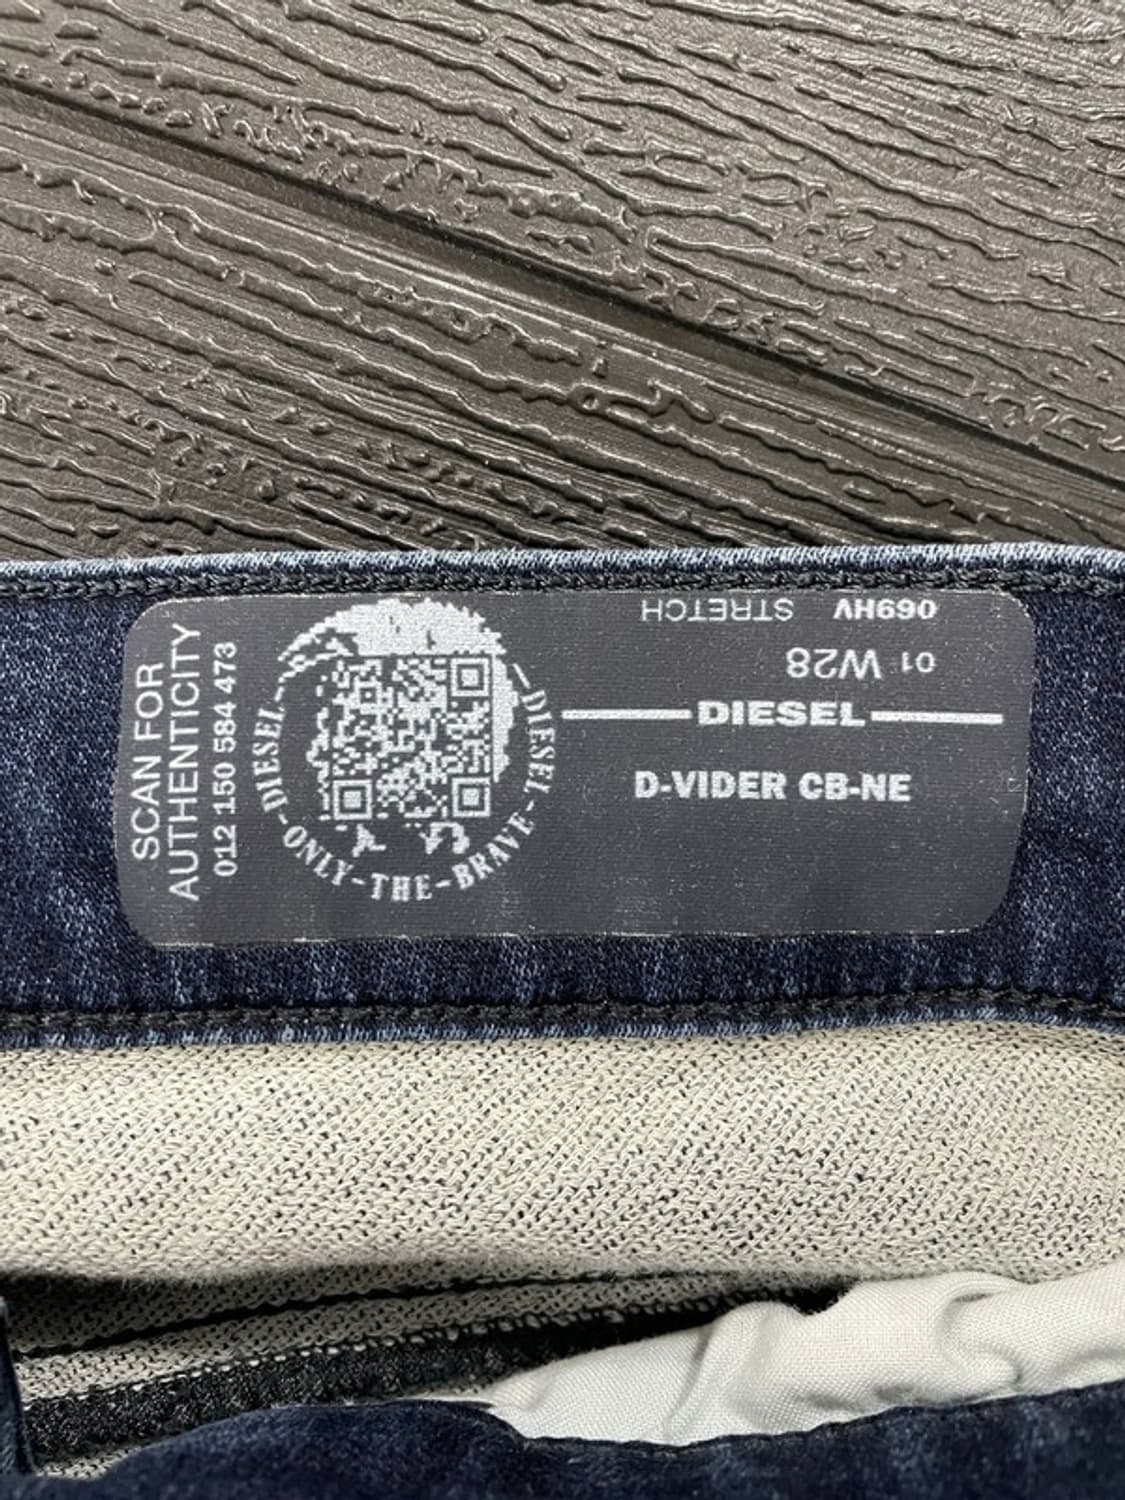 SCAN FOR
AUTHENTICITY
012 150 584 473
DIESEL-ONLY-THE-BRAVE-DIESEL
069HV STRETCH
01 W28
DIESEL
D-VIDER CB-NE